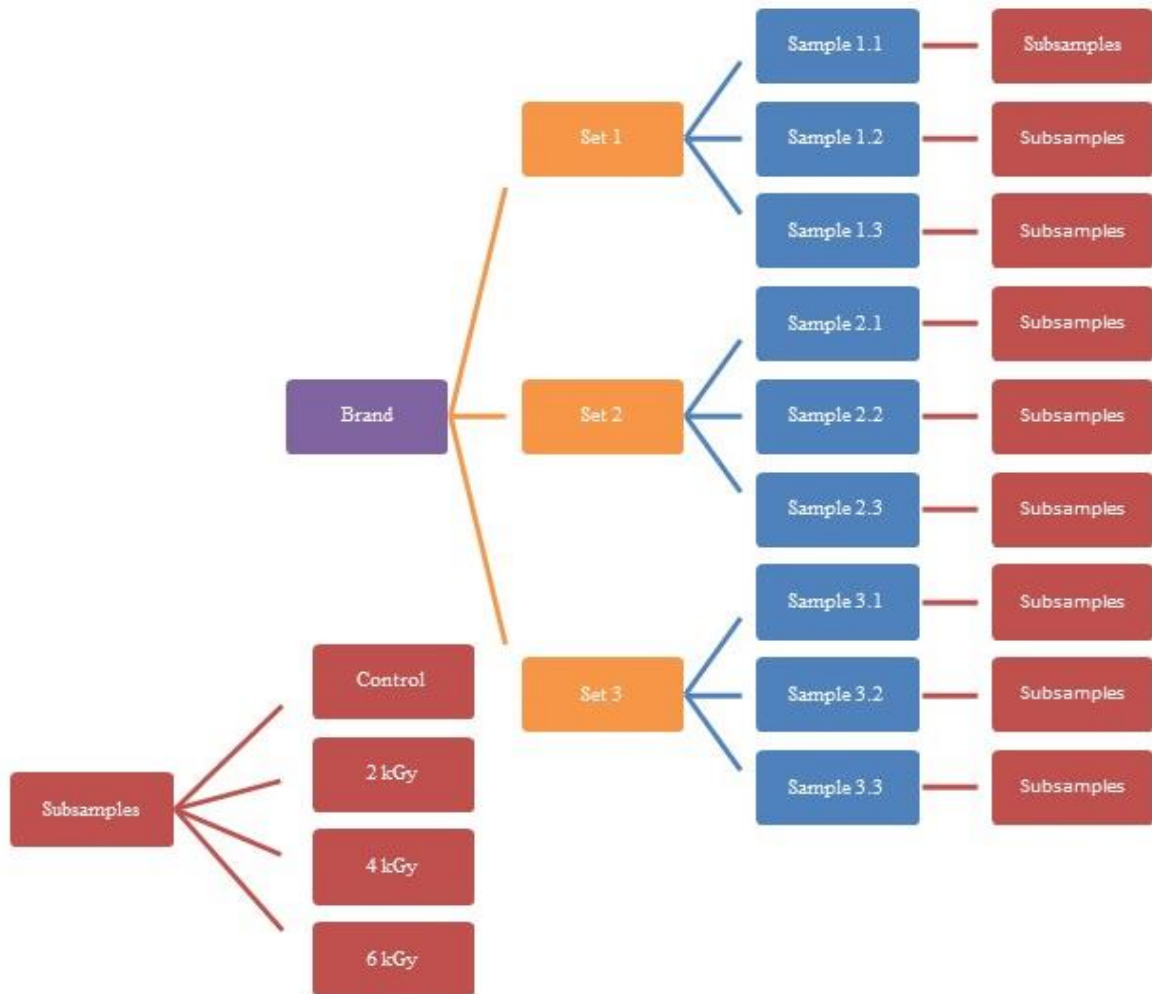 Sample 1.1
Subsamples
Set 1
Sample 1.2
Subsamples
Sample 1.3
Subsamples
Sample 2.1
Subsamples
Brand
Set 2
Sample 2.2
Subsamples
Sample 2.3
Subsamples
Sample 3.1
Subsamples
Set 3
Sample 3.2
Subsamples
Sample 3.3
Subsamples
Subsamples
Control
2 kGy
4 kGy
6 kGy